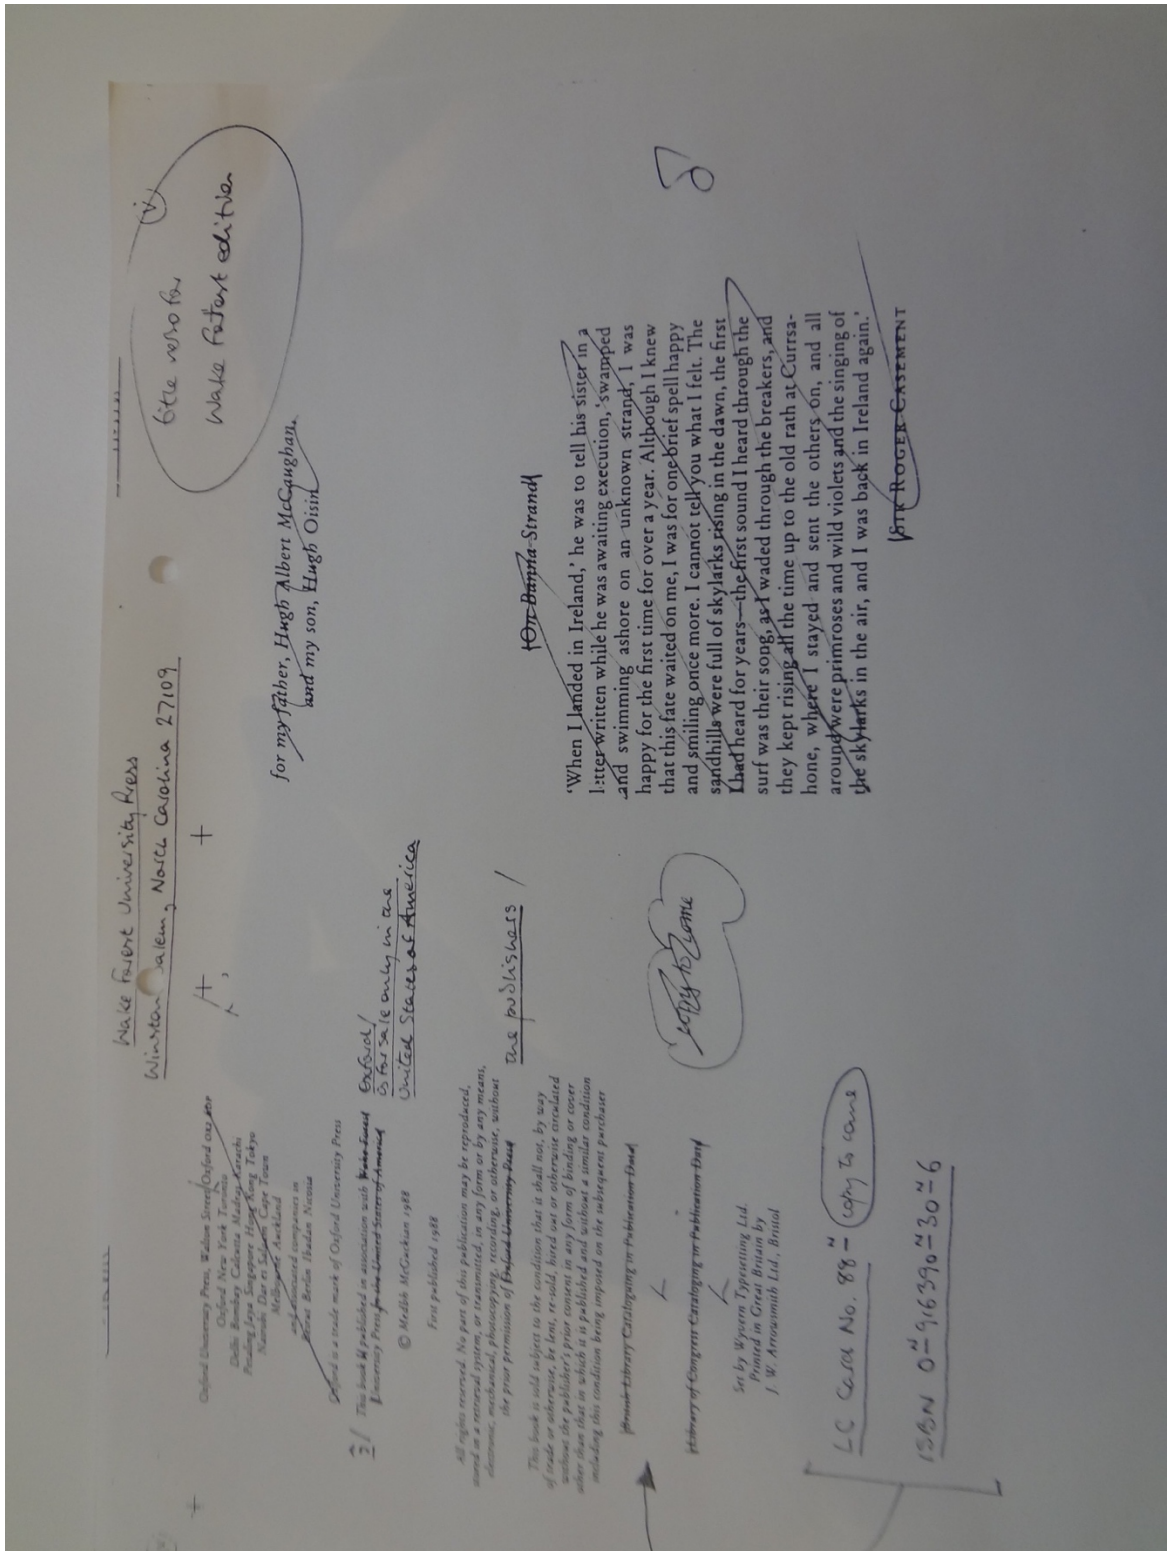 Wake Forest University Press
Winston Salem, North Carolina 27109
Oxford University Press, Walton Street, Oxford OX2 6DP
Oxford New York Toronto
Delhi Bombay Calcutta Madras Karachi
Petaling Jaya Singapore Hong Kong Tokyo
Nairobi Dar es Salaam Cape Town
Melbourne Auckland
and associated companies in
Beirut Berlin Ibadan Nicosia
Oxford is a trade mark of Oxford University Press
This book is published in association with Wake Forest
University Press for the United States of America
Oxford/
is for sale only in the
United States of America
© Medbh McGuckian 1988
First published 1988
All rights reserved. No part of this publication may be reproduced,
stored in a retrieval system, or transmitted, in any form or by any means,
electronic, mechanical, photocopying, recording, or otherwise, without
the prior permission of Oxford University Press
the publishers /
This book is sold subject to the condition that it shall not, by way
of trade or otherwise, be lent, re-sold, hired out or otherwise circulated
without the publisher's prior consent in any form of binding or cover
other than that in which it is published and without a similar condition
including this condition being imposed on the subsequent purchaser
British Library Cataloguing in Publication Data
Library of Congress Cataloging in Publication Data
copy to come
Set by Wyvern Typesetting Ltd.
Printed in Great Britain by
J. W. Arrowsmith Ltd., Bristol
LC Card No. 88 N – copy to come
ISBN 0 N 916390 N 30 N 6
title verso for
Wake Forest edition
for my father, Hugh Albert McCaughan,
and my son, Hugh Oisin
On Banna Strand
'When I landed in Ireland,' he was to tell his sister in a
letter written while he was awaiting execution, 'swamped
and swimming ashore on an unknown strand, I was
happy for the first time for over a year. Although I knew
that this fate waited on me, I was for one brief spell happy
and smiling once more. I cannot tell you what I felt. The
sandhills were full of skylarks rising in the dawn, the first
I had heard for years—the first sound I heard through the
surf was their song, as I waded through the breakers, and
they kept rising all the time up to the old rath at Currsa-
hone, where I stayed and sent the others on, and all
around were primroses and wild violets and the singing of
the skylarks in the air, and I was back in Ireland again.'
SIR ROGER CASEMENT